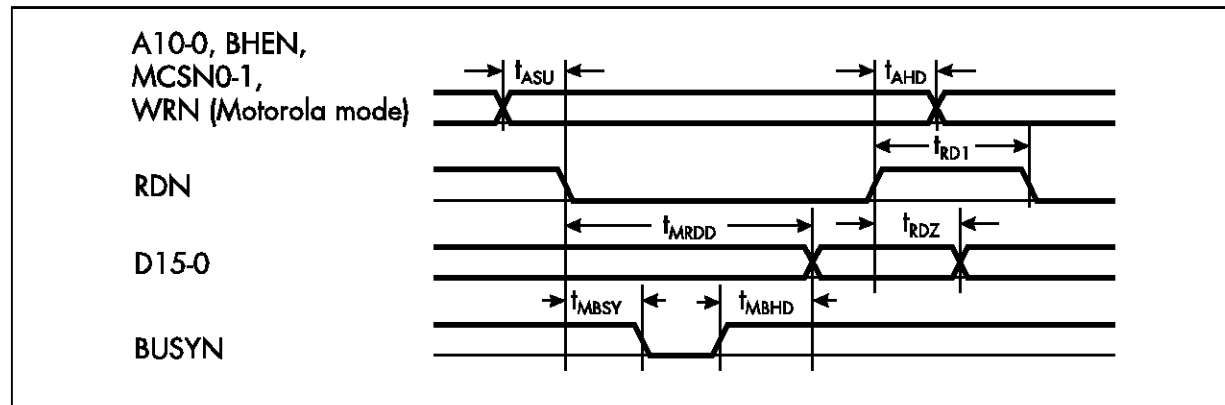 A10-0, BHEN,
MCSN0-1,
WRN (Motorola mode)
tASU
tAHD
tRD1
RDN
tMRDD
tRDZ
D15-0
tMBSY
tMBHD
BUSYN